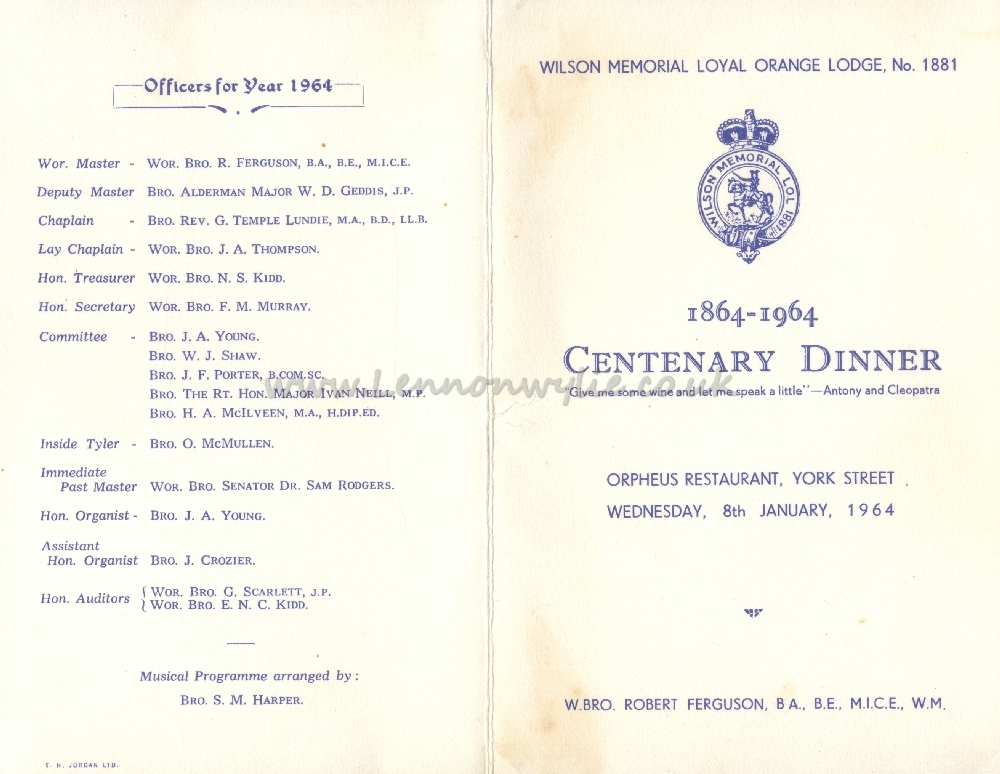 Officers for Year 1964
Wor. Master - Wor. Bro. R. Ferguson, B.A., B.E., M.I.C.E.
Deputy Master Bro. Alderman Major W. D. Geddis, J.P.
Chaplain - Bro. Rev. G. Temple Lundie, M.A., B.D., LL.B.
Lay Chaplain - Wor. Bro. J. A. Thompson.
Hon. Treasurer Wor. Bro. N. S. Kidd.
Hon. Secretary Wor. Bro. F. M. Murray.
Committee - Bro. J. A. Young.
Bro. W. J. Shaw.
Bro. J. F. Porter, B.COM.SC.
Bro. The Rt. Hon. Major Ivan Neill, M.P.
Bro. H. A. McIlveen, M.A., H.DIP.ED.
Inside Tyler - Bro. O. McMullen.
Immediate
Past Master Wor. Bro. Senator Dr. Sam Rodgers.
Hon. Organist - Bro. J. A. Young.
Assistant
Hon. Organist Bro. J. Crozier.
Hon. Auditors { Wor. Bro. G. Scarlett, J.P.
Wor. Bro. E. N. C. Kidd.
Musical Programme arranged by :
Bro. S. M. Harper.
T. H. JORDAN LTD.
WILSON MEMORIAL LOYAL ORANGE LODGE, No. 1881
WILSON MEMORIAL LOL 1881
1864-1964
CENTENARY DINNER
"Give me some wine and let me speak a little"—Antony and Cleopatra
ORPHEUS RESTAURANT, YORK STREET
WEDNESDAY, 8th JANUARY, 1964
W.BRO. ROBERT FERGUSON, B A., B.E., M.I.C.E., W.M.
www.Lennonwylie.co.uk